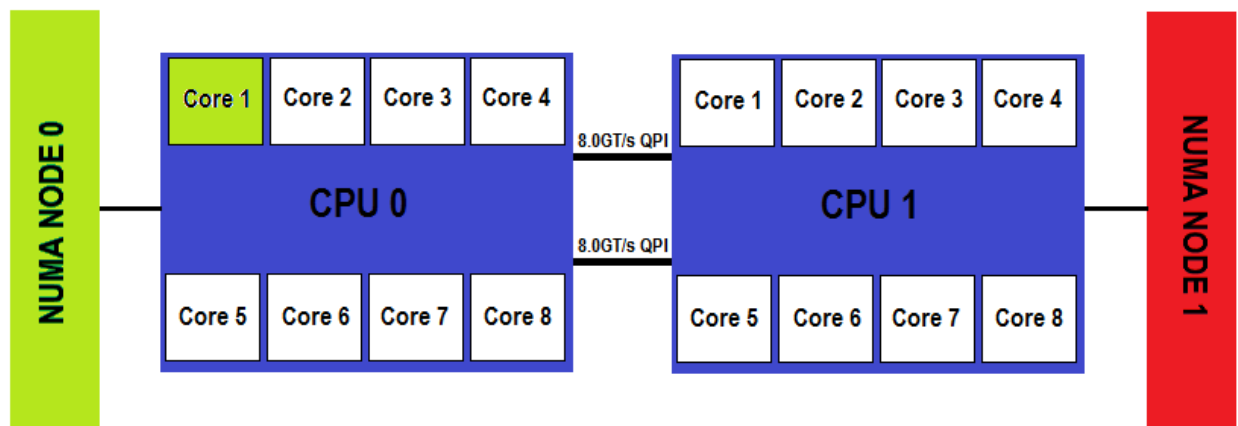 NUMA NODE 0
Core 1 Core 2 Core 3 Core 4
CPU 0
Core 5 Core 6 Core 7 Core 8
8.0GT/s QPI
8.0GT/s QPI
Core 1 Core 2 Core 3 Core 4
CPU 1
Core 5 Core 6 Core 7 Core 8
NUMA NODE 1